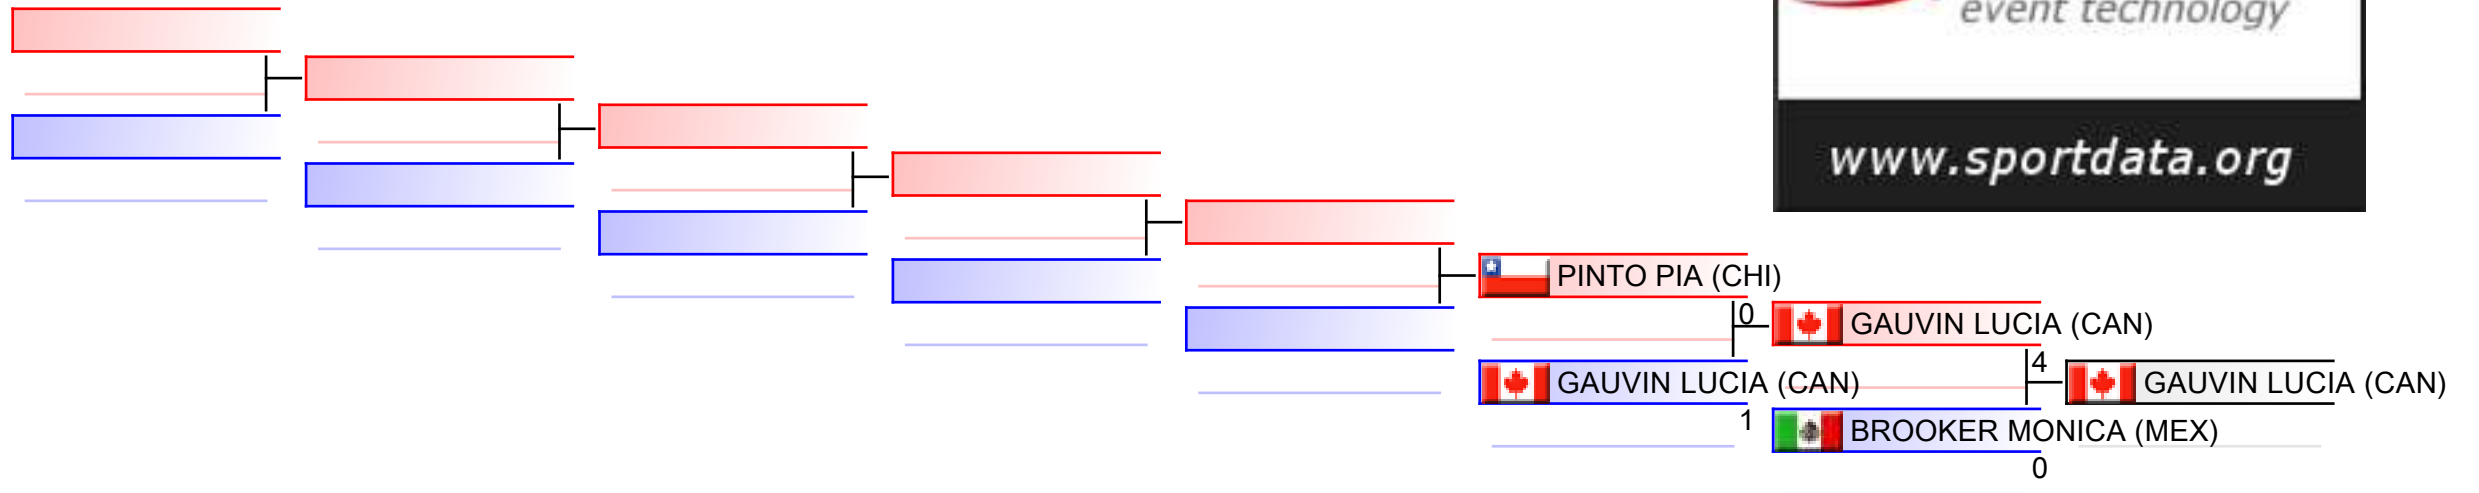 event technology
www.sportdata.org
PINTO PIA (CHI)
0
GAUVIN LUCIA (CAN)
GAUVIN LUCIA (CAN)
1
4
GAUVIN LUCIA (CAN)
BROOKER MONICA (MEX)
0